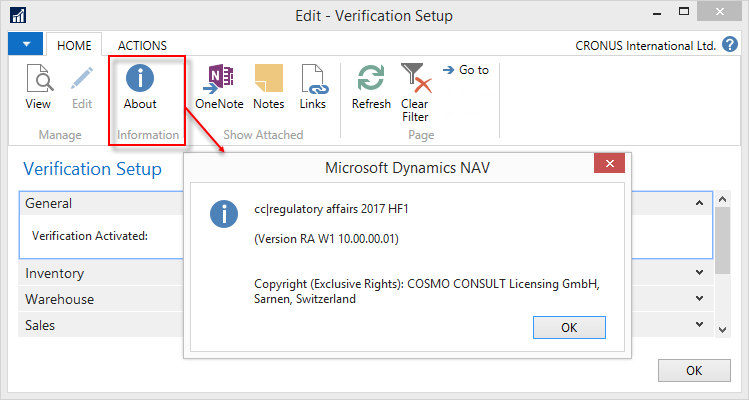 Edit - Verification Setup
HOME
ACTIONS
CRONUS International Ltd.
?
View
Edit
Manage
About
Information
OneNote
Notes
Links
Show Attached
Refresh
Clear
Filter
Go to
Page
Verification Setup
General
Verification Activated:
Inventory
Warehouse
Sales
Microsoft Dynamics NAV
cc|regulatory affairs 2017 HF1
(Version RA W1 10.00.00.01)
Copyright (Exclusive Rights): COSMO CONSULT Licensing GmbH,
Sarnen, Switzerland
OK
OK